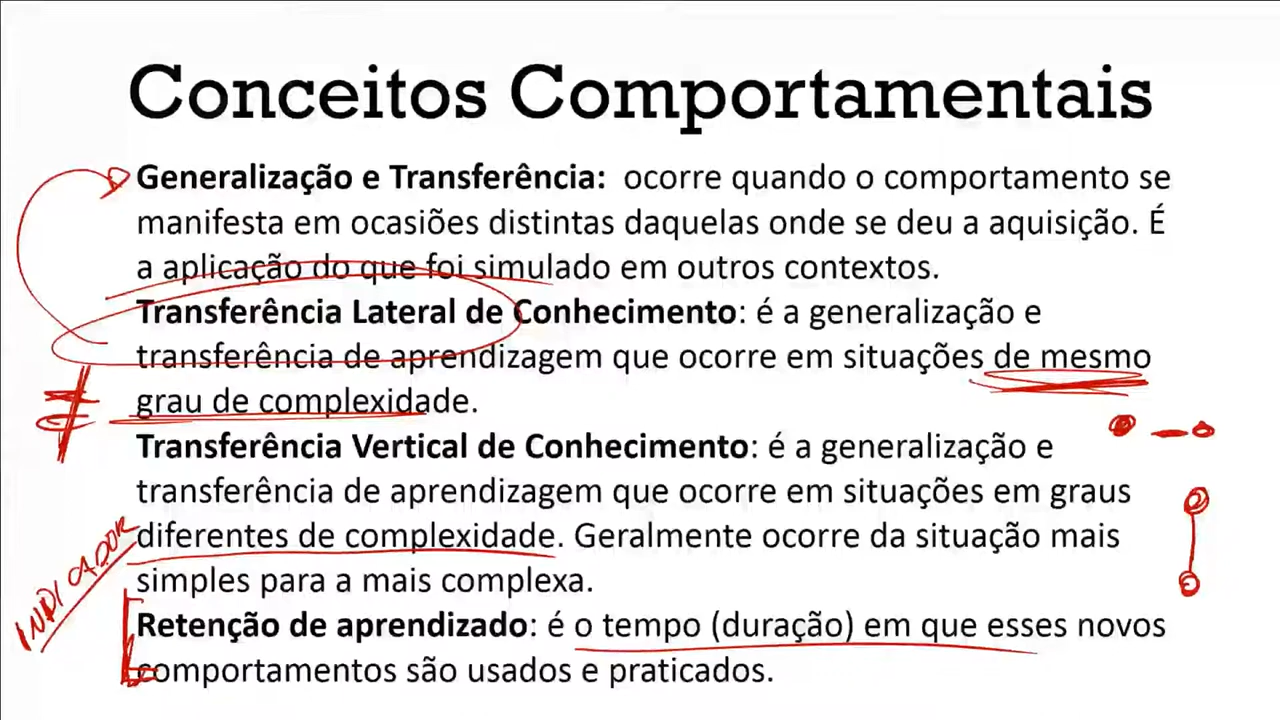 Conceitos Comportamentais
Generalização e Transferência: ocorre quando o comportamento se
manifesta em ocasiões distintas daquelas onde se deu a aquisição. É
a aplicação do que foi simulado em outros contextos.
Transferência Lateral de Conhecimento: é a generalização e
transferência de aprendizagem que ocorre em situações de mesmo
grau de complexidade.
≠
Transferência Vertical de Conhecimento: é a generalização e
transferência de aprendizagem que ocorre em situações em graus
diferentes de complexidade. Geralmente ocorre da situação mais
simples para a mais complexa.
INDICADOR
Retenção de aprendizado: é o tempo (duração) em que esses novos
comportamentos são usados e praticados.